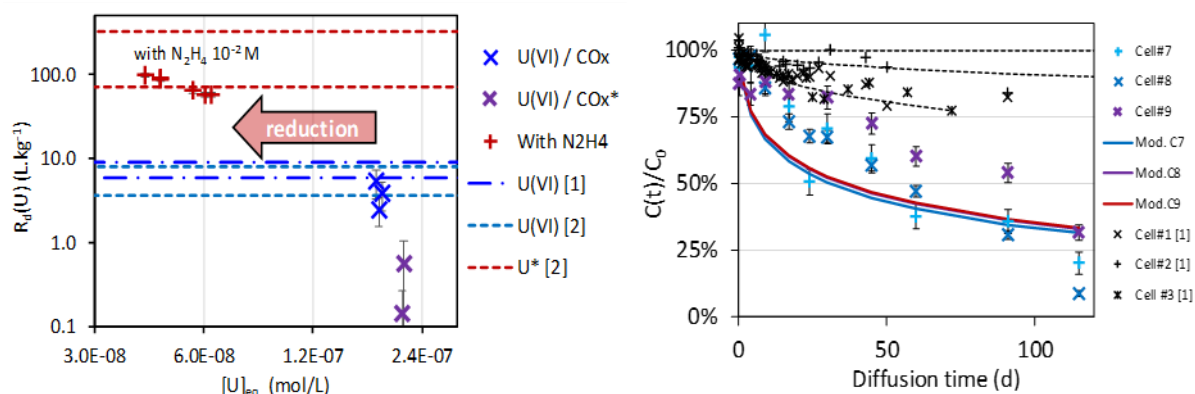 with N2H4 10-2 M
reduction
100.0
10.0
1.0
0.1
Rd(U) (L.kg-1)
3.0E-08
6.0E-08
1.2E-07
2.4E-07
[U]eq (mol/L)
U(VI) / COx
U(VI) / COx*
With N2H4
U(VI) [1]
U(VI) [2]
U* [2]
100%
75%
50%
25%
0%
C(t)/C0
0
50
100
Diffusion time (d)
Cell#7
Cell#8
Cell#9
Mod. C7
Mod.C8
Mod.C9
Cell#1 [1]
Cell#2 [1]
Cell #3 [1]